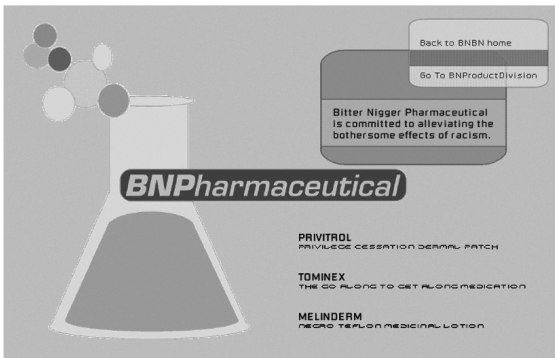 Back to BNBN home
Go To BNProductDivision
Bitter Nigger Pharmaceutical
is committed to alleviating the
bothersome effects of racism.
BNPharmaceutical
PRIVITROL
PRIVILEGE CESSATION DERMAL PATCH
TOMINEX
THE GO ALONG TO GET ALONG MEDICATION
MELINDERM
NEGRO TEFLON MEDICINAL LOTION